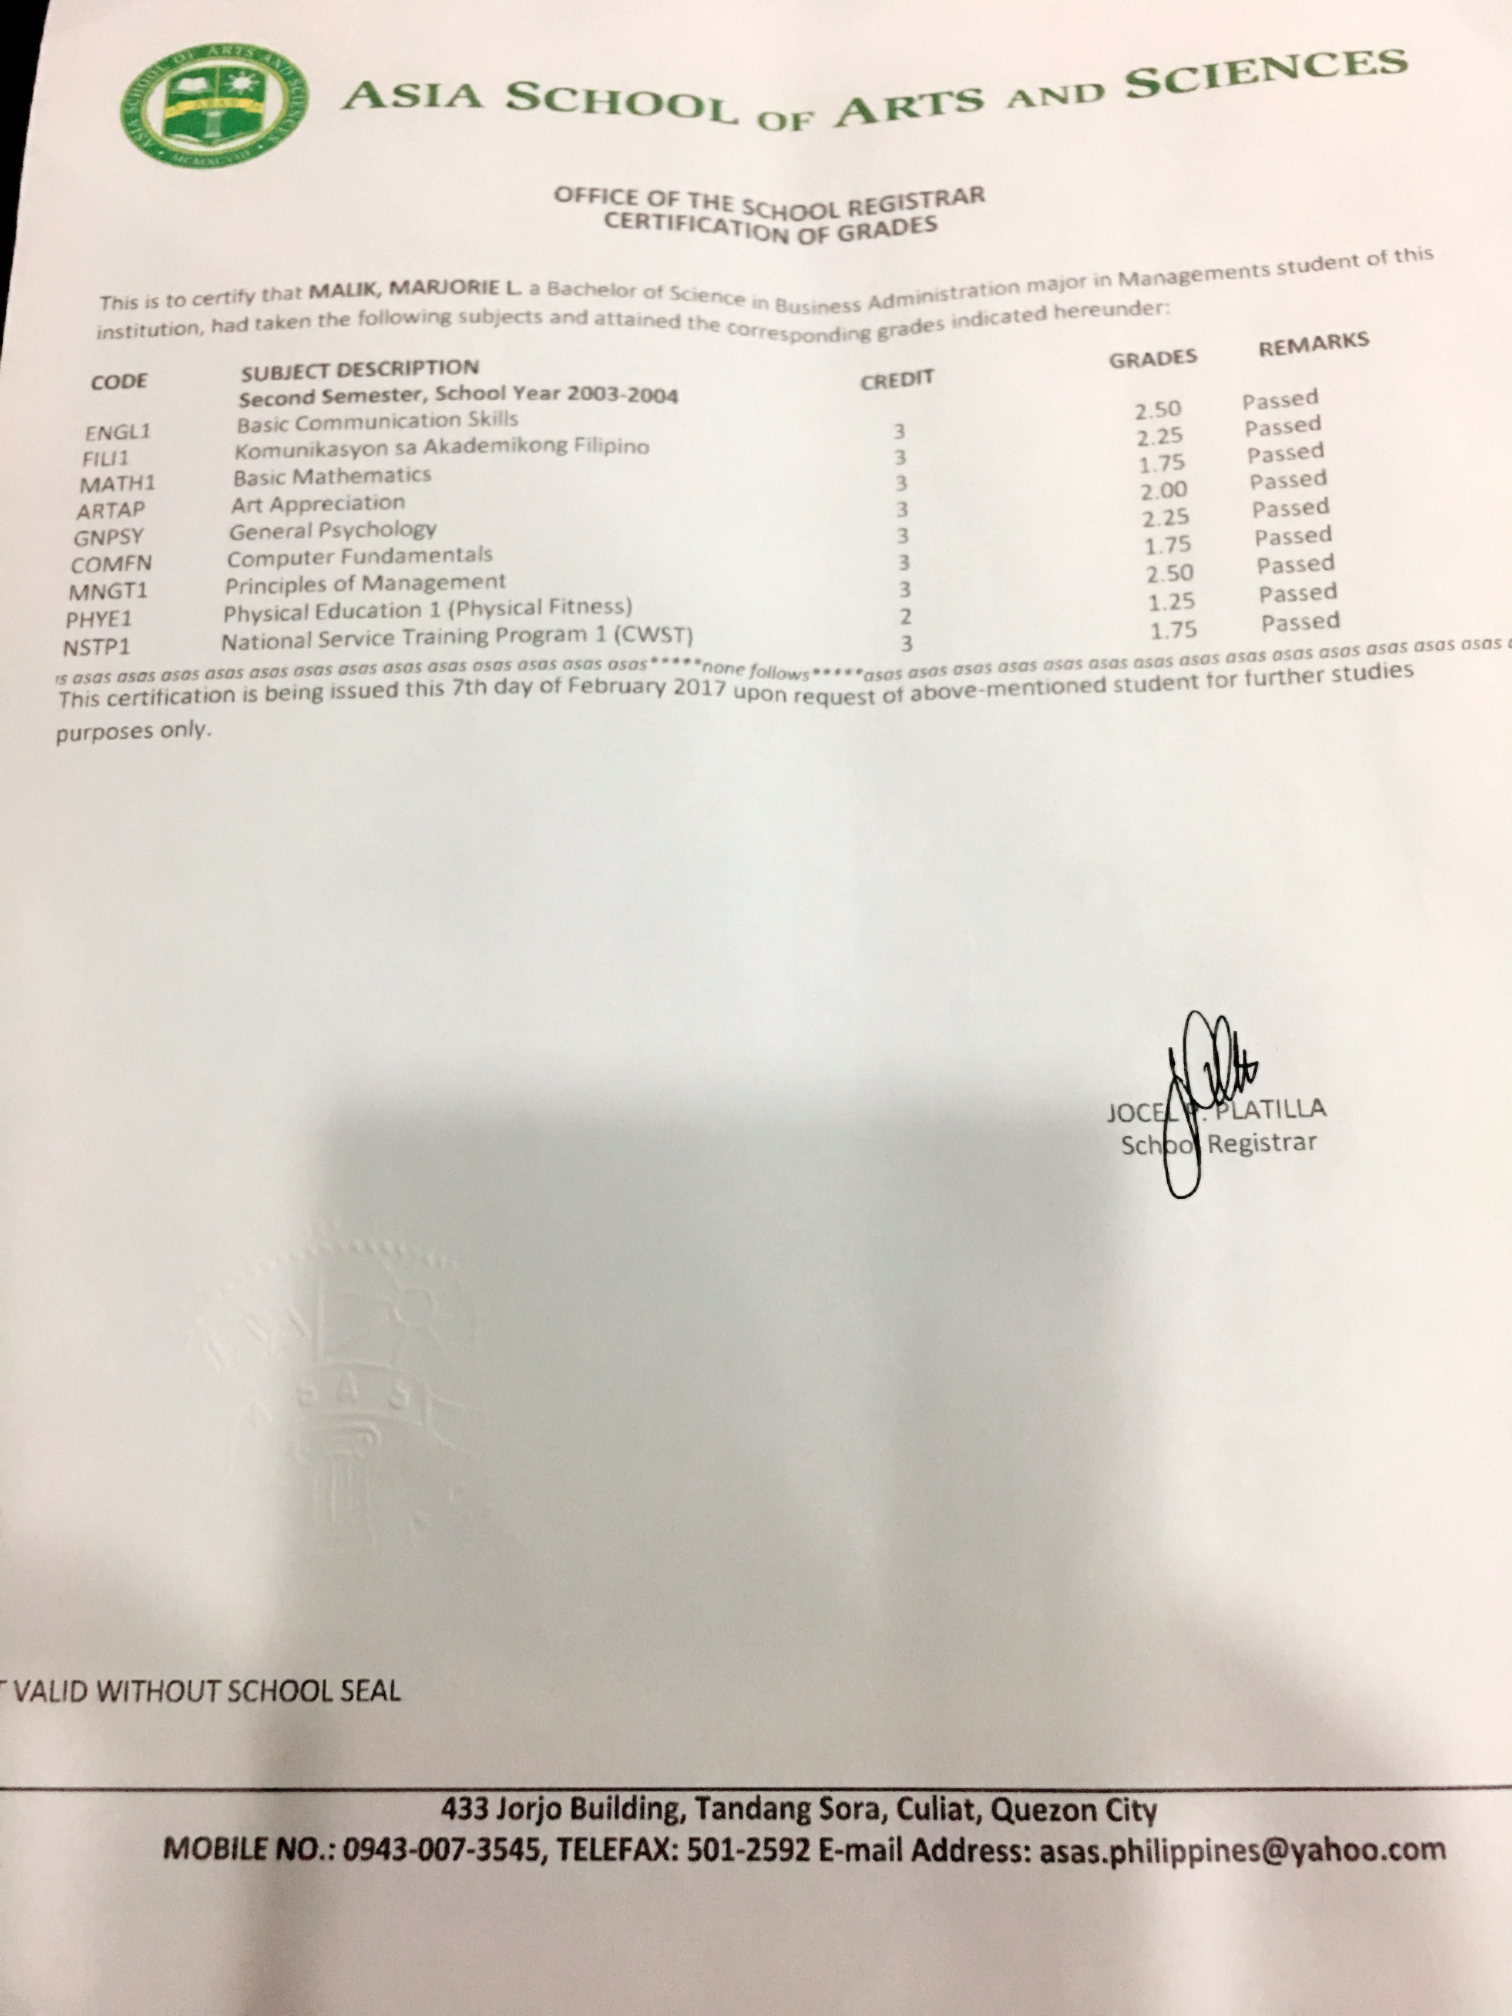 ASIA SCHOOL OF ARTS AND SCIENCES
ASIA SCHOOL OF ARTS AND SCIENCES
ASAS
MCMXCVIII
OFFICE OF THE SCHOOL REGISTRAR
CERTIFICATION OF GRADES
This is to certify that MALIK, MARJORIE L. a Bachelor of Science in Business Administration major in Managements student of this
institution, had taken the following subjects and attained the corresponding grades indicated hereunder:
CODE SUBJECT DESCRIPTION CREDIT GRADES REMARKS
Second Semester, School Year 2003-2004
ENGL1 Basic Communication Skills 3 2.50 Passed
FILI1 Komunikasyon sa Akademikong Filipino 3 2.25 Passed
MATH1 Basic Mathematics 3 1.75 Passed
ARTAP Art Appreciation 3 2.00 Passed
GNPSY General Psychology 3 2.25 Passed
COMFN Computer Fundamentals 3 1.75 Passed
MNGT1 Principles of Management 3 2.50 Passed
PHYE1 Physical Education 1 (Physical Fitness) 2 1.25 Passed
NSTP1 National Service Training Program 1 (CWST) 3 1.75 Passed
as asas asas asas asas asas asas asas asas asas asas asas asas asas*****none follows*****asas asas asas asas asas asas asas asas asas asas asas asas asas asas
This certification is being issued this 7th day of February 2017 upon request of above-mentioned student for further studies
purposes only.
JOCEL P. PLATILLA
School Registrar
ASAS
T VALID WITHOUT SCHOOL SEAL
433 Jorjo Building, Tandang Sora, Culiat, Quezon City
MOBILE NO.: 0943-007-3545, TELEFAX: 501-2592 E-mail Address: asas.philippines@yahoo.com